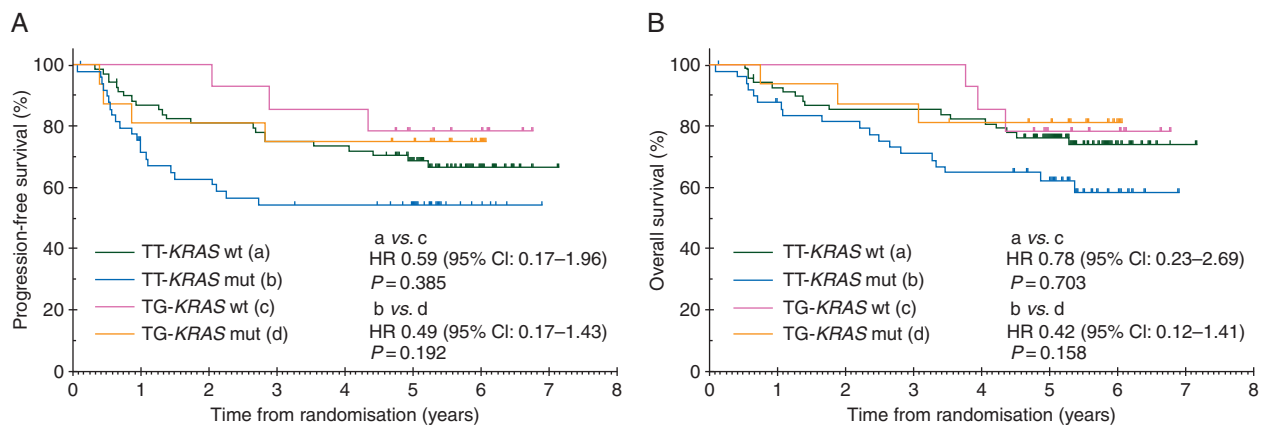 A
Progression-free survival (%)
100
80
60
40
20
0
TT-KRAS wt (a)
TT-KRAS mut (b)
TG-KRAS wt (c)
TG-KRAS mut (d)
a vs. c
HR 0.59 (95% CI: 0.17–1.96)
P = 0.385
b vs. d
HR 0.49 (95% CI: 0.17–1.43)
P = 0.192
0 1 2 3 4 5 6 7 8
Time from randomisation (years)
B
Overall survival (%)
100
80
60
40
20
0
TT-KRAS wt (a)
TT-KRAS mut (b)
TG-KRAS wt (c)
TG-KRAS mut (d)
a vs. c
HR 0.78 (95% CI: 0.23–2.69)
P = 0.703
b vs. d
HR 0.42 (95% CI: 0.12–1.41)
P = 0.158
0 1 2 3 4 5 6 7 8
Time from randomisation (years)